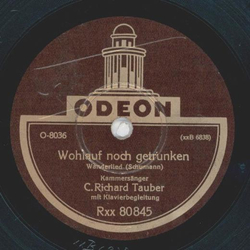 ODEON
O-8036 (xxB 6838)
Wohlauf noch getrunken
Wanderlied (Schumann)
Kammersänger
C. Richard Tauber
mit Klavierbegleitung
Rxx 80845